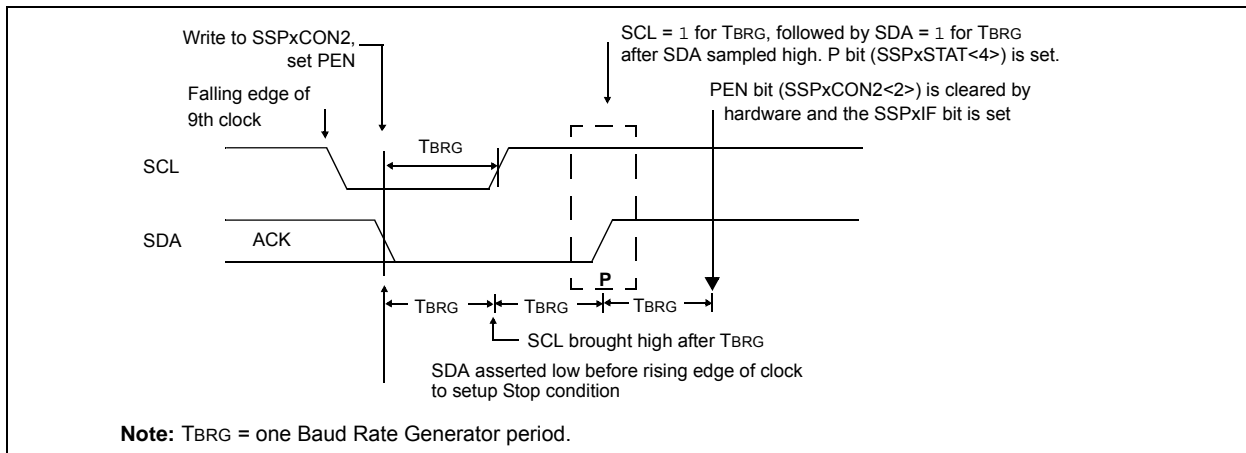 Write to SSPxCON2,
set PEN
SCL = 1 for TBRG, followed by SDA = 1 for TBRG
after SDA sampled high. P bit (SSPxSTAT<4>) is set.
Falling edge of
9th clock
PEN bit (SSPxCON2<2>) is cleared by
hardware and the SSPxIF bit is set
TBRG
SCL
SDA
ACK
P
TBRG
TBRG
TBRG
SCL brought high after TBRG
SDA asserted low before rising edge of clock
to setup Stop condition
Note: TBRG = one Baud Rate Generator period.